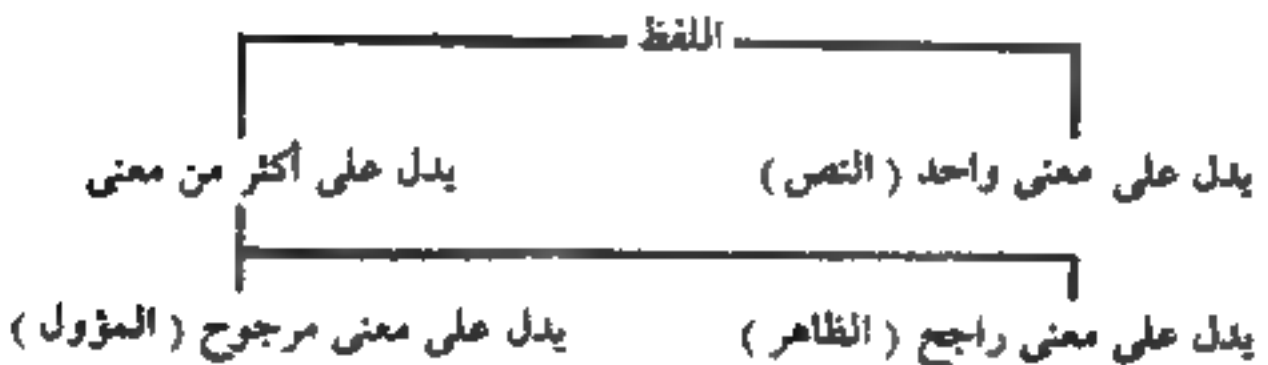 اللفظ
يدل على معنى واحد ( النص )
يدل على أكثر من معنى
يدل على معنى راجح ( الظاهر )
يدل على معنى مرجوح ( المؤول )